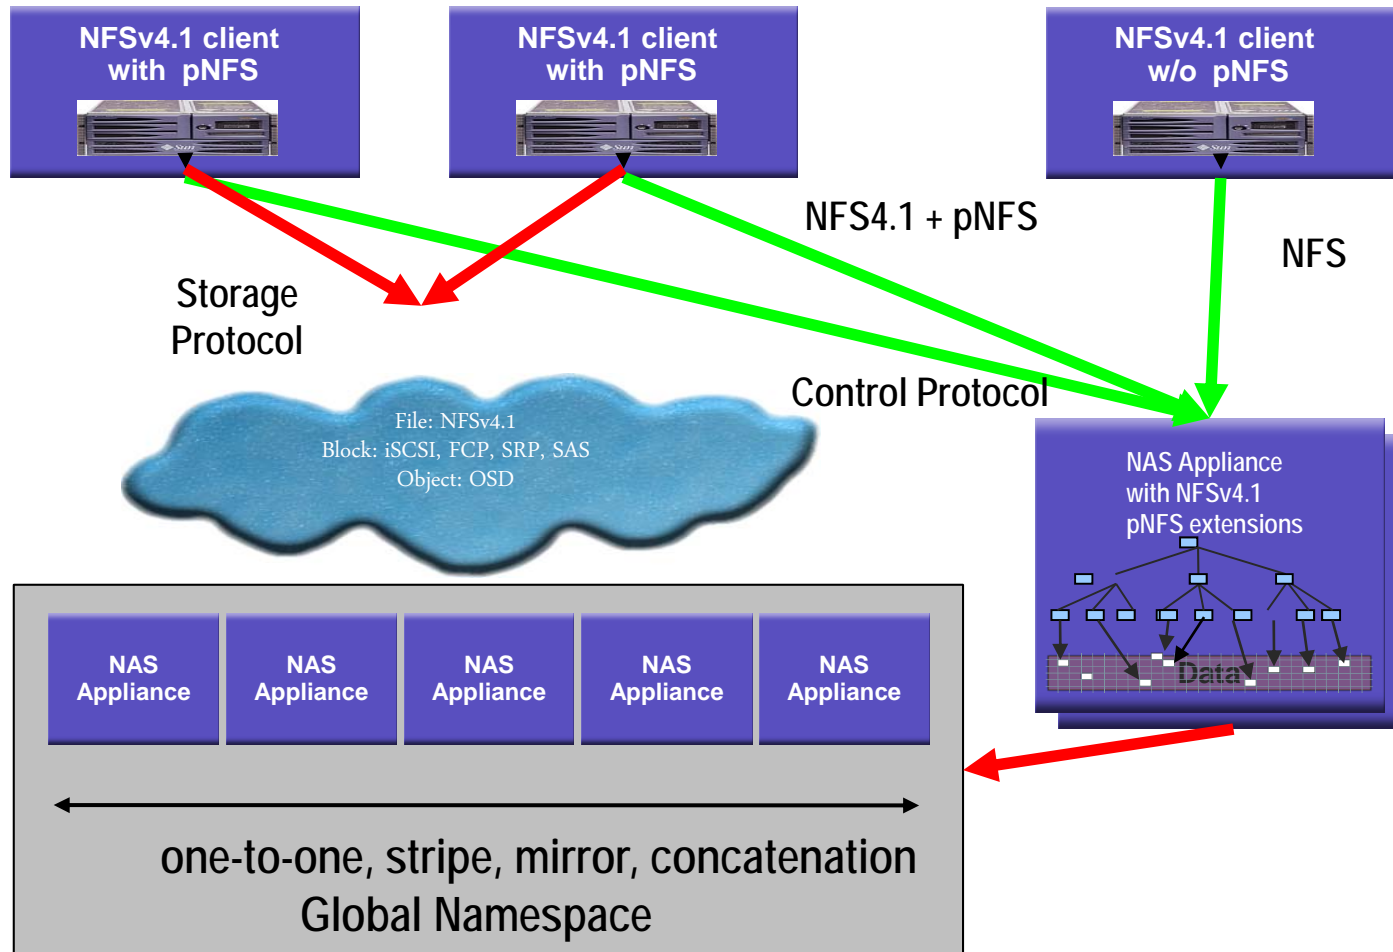 NFSv4.1 client
with pNFS
NFSv4.1 client
with pNFS
NFSv4.1 client
w/o pNFS
Sun
Sun
Sun
NFS4.1 + pNFS
NFS
Storage
Protocol
Control Protocol
File: NFSv4.1
Block: iSCSI, FCP, SRP, SAS
Object: OSD
NAS Appliance
with NFSv4.1
pNFS extensions
Data
NAS
Appliance
NAS
Appliance
NAS
Appliance
NAS
Appliance
NAS
Appliance
one-to-one, stripe, mirror, concatenation
Global Namespace